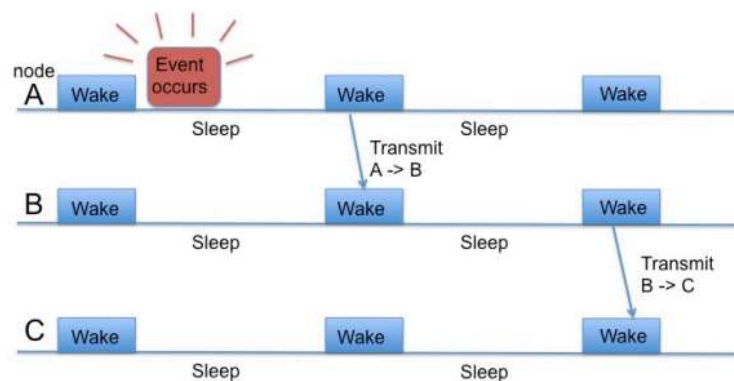 Event
occurs
node
A
Wake
Wake
Wake
Sleep
Sleep
Transmit
A -> B
B
Wake
Wake
Wake
Sleep
Sleep
Transmit
B -> C
C
Wake
Wake
Wake
Sleep
Sleep